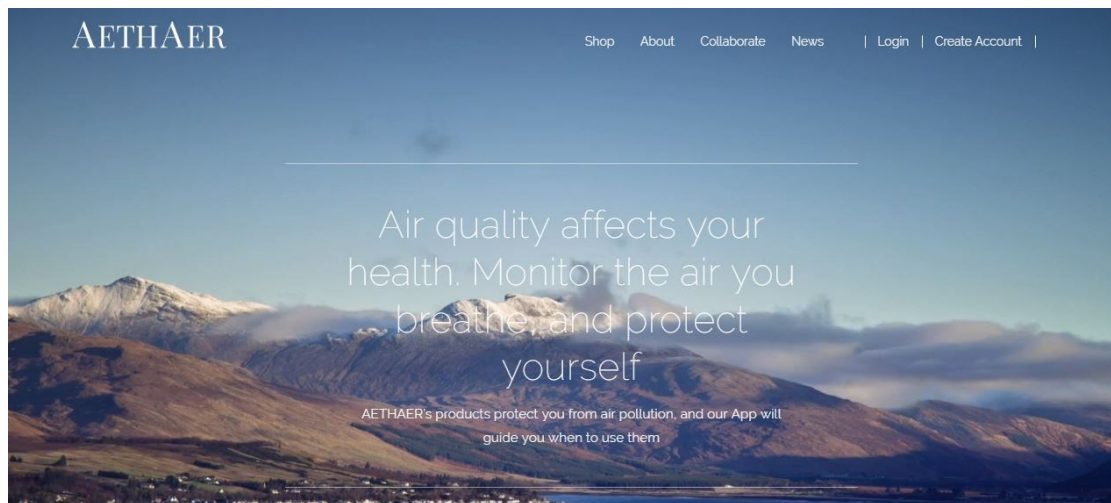 AETHAER
Shop About Collaborate News | Login | Create Account |
Air quality affects your
health. Monitor the air you
breathe, and protect
yourself
AETHAER's products protect you from air pollution, and our App will
guide you when to use them